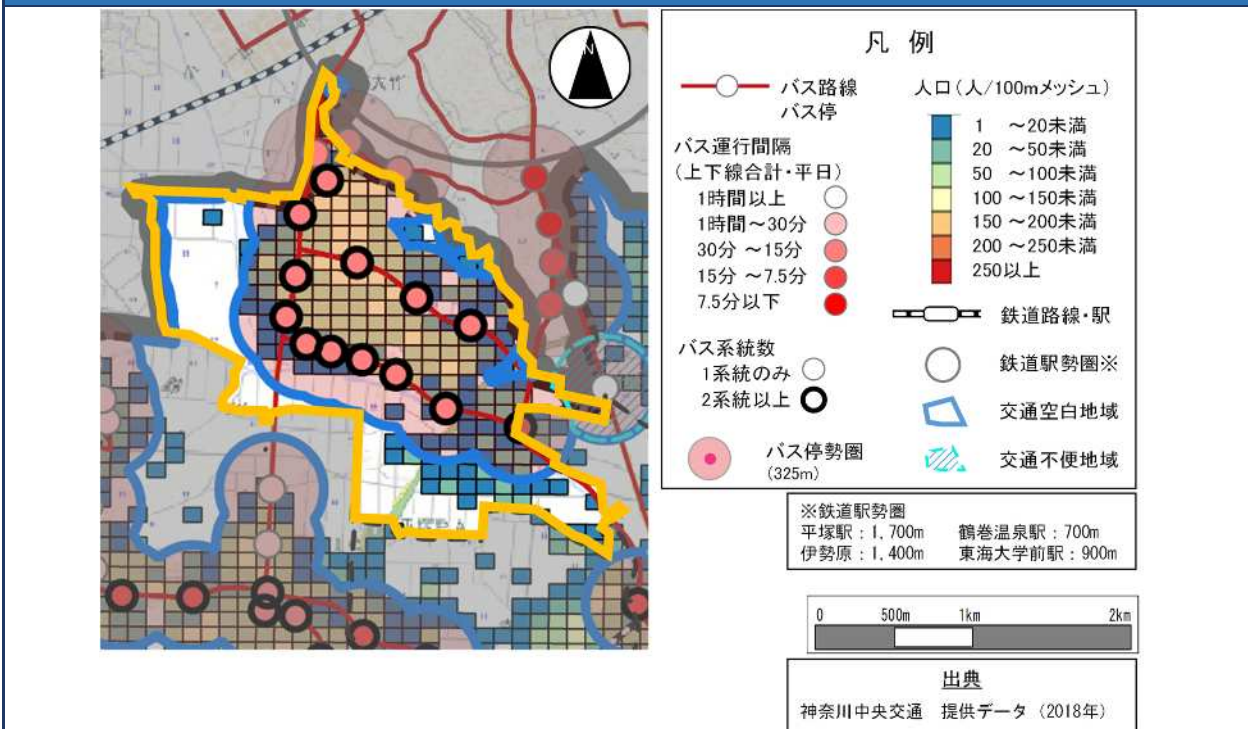 N
大竹
凡 例
バス路線
バス停
バス運行間隔
(上下線合計・平日)
1時間以上
1時間~30分
30分 ~15分
15分 ~7.5分
7.5分以下
バス系統数
1系統のみ
2系統以上
バス停勢圏
(325m)
人口(人/100mメッシュ)
1 ~20未満
20 ~50未満
50 ~100未満
100 ~150未満
150 ~200未満
200 ~250未満
250以上
鉄道路線・駅
鉄道駅勢圏※
交通空白地域
交通不便地域
※鉄道駅勢圏
平塚駅:1,700m 鶴巻温泉駅:700m
伊勢原:1,400m 東海大学前駅:900m
0 500m 1km 2km
出典
神奈川中央交通 提供データ (2018年)